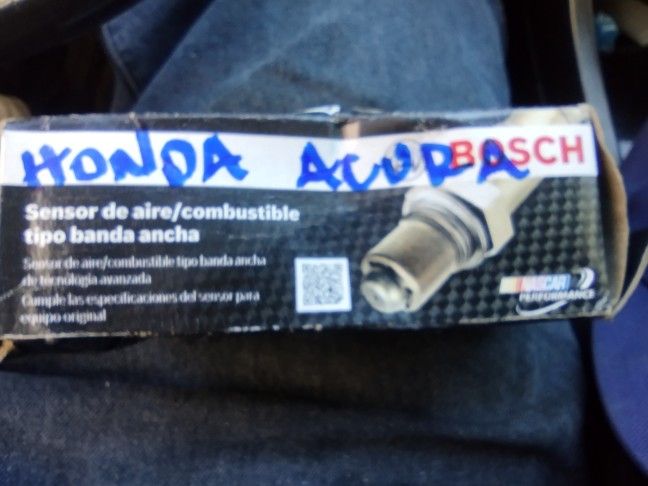 HONDA ACURA
BOSCH
Sensor de aire/combustible
tipo banda ancha
Sensor de aire/combustible tipo banda ancha
de tecnología avanzada
Cumple las especificaciones del sensor para
equipo original
NASCAR
PERFORMANCE